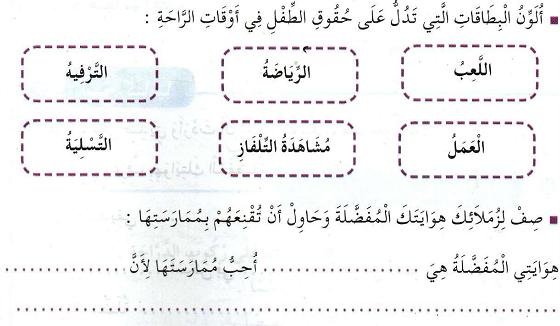 ▪ أُلَوِّنُ الْبِطَاقَاتِ الَّتِي تَدُلُّ عَلَى حُقُوقِ الطِّفْلِ فِي أَوْقَاتِ الرَّاحَةِ :
اللَّعِبُ الرِّيَاضَةُ التَّرْفِيهُ
الْعَمَلُ مُشَاهَدَةُ التِّلْفَازِ التَّسْلِيَةُ
▪ صِفْ لِزُمَلَائِكَ هِوَايَتَكَ الْمُفَضَّلَةَ وَحَاوِلْ أَنْ تُقْنِعَهُمْ بِمُمَارَسَتِهَا :
هِوَايَتِي الْمُفَضَّلَةُ هِيَ .................... أُحِبُّ مُمَارَسَتَهَا لِأَنَّ ....................
................................................................................